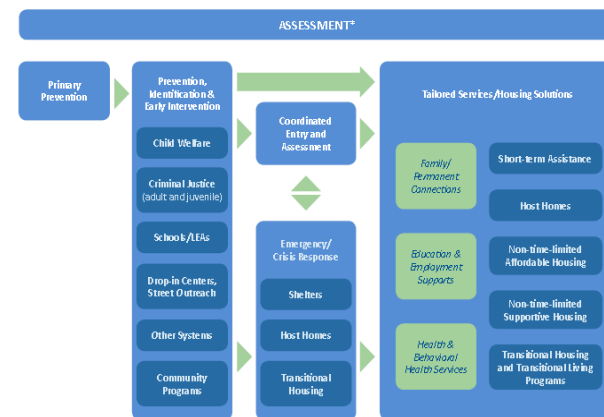 ASSESSMENT‡
Primary
Prevention
Prevention,
Identification &
Early Intervention
Child Welfare
Criminal Justice
(adult and juvenile)
Schools/LEAs
Drop-in Centers,
Street Outreach
Other Systems
Community
Programs
Coordinated
Entry and
Assessment
Emergency/
Crisis Response
Shelters
Host Homes
Transitional
Housing
Tailored Services/Housing Solutions
Family/
Permanent
Connections
Education &
Employment
Supports
Health &
Behavioral
Health Services
Short-term Assistance
Host Homes
Non-time-limited
Affordable Housing
Non-time-limited
Supportive Housing
Transitional Housing
and Transitional Living
Programs